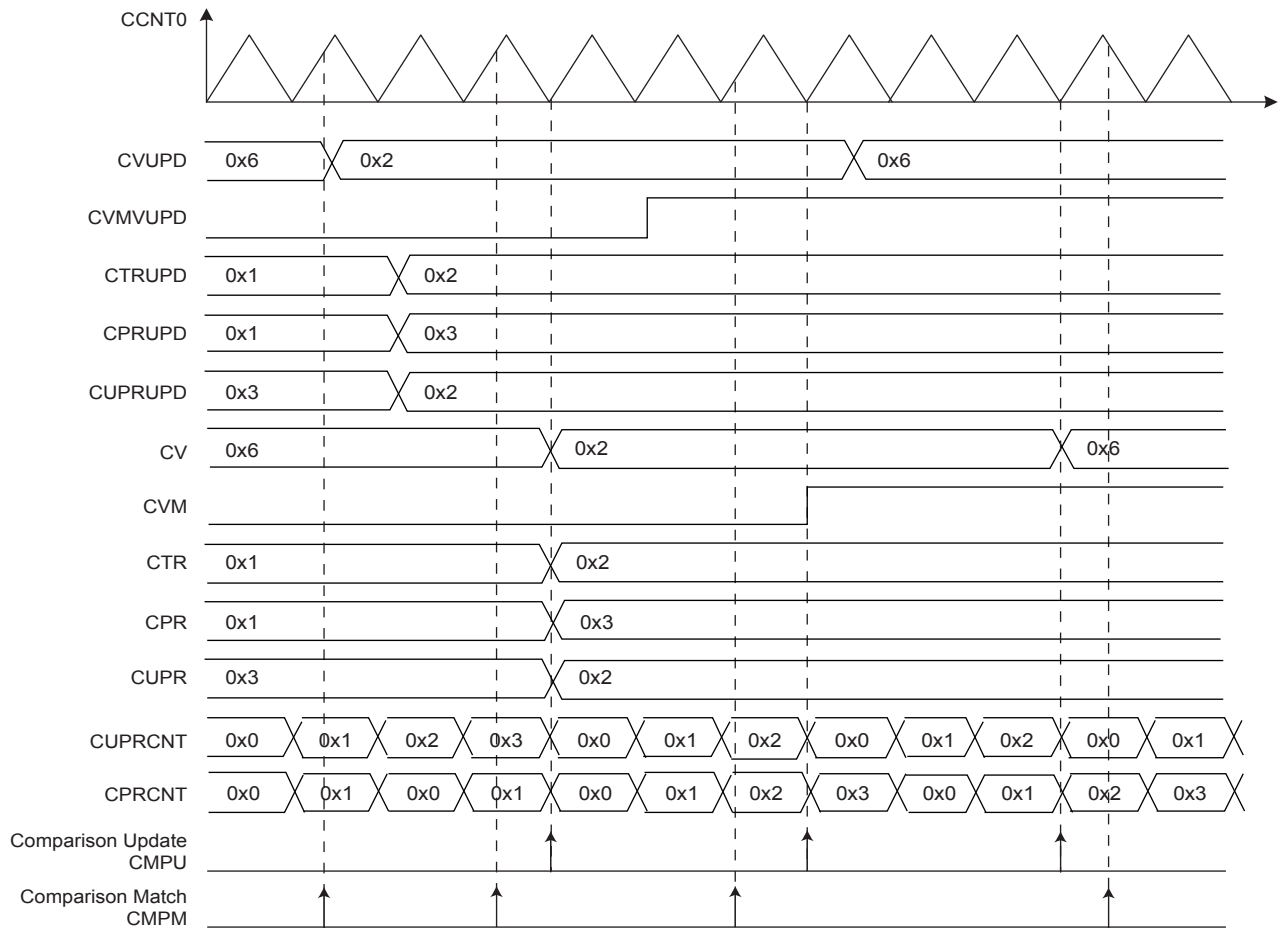 CCNT0
CVUPD 0x6 0x2 0x6
CVMVUPD
CTRUPD 0x1 0x2
CPRUPD 0x1 0x3
CUPRUPD 0x3 0x2
CV 0x6 0x2 0x6
CVM
CTR 0x1 0x2
CPR 0x1 0x3
CUPR 0x3 0x2
CUPRCNT 0x0 0x1 0x2 0x3 0x0 0x1 0x2 0x0 0x1 0x2 0x0 0x1
CPRCNT 0x0 0x1 0x0 0x1 0x0 0x1 0x2 0x3 0x0 0x1 0x2 0x3
Comparison Update
CMPU
Comparison Match
CMPM